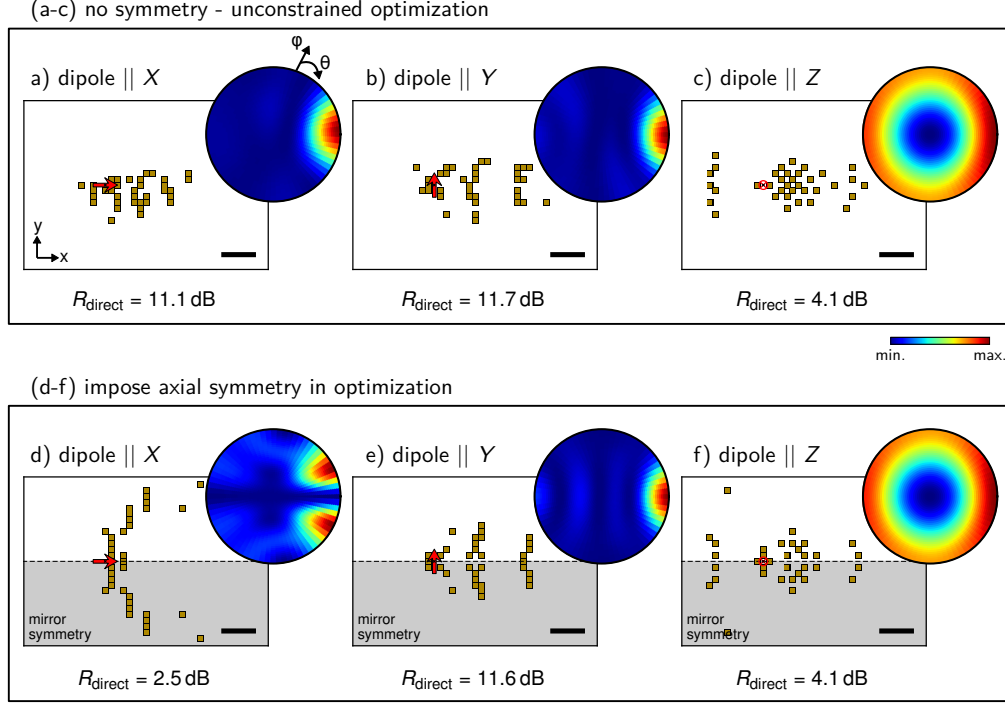 (a-c) no symmetry - unconstrained optimization
a) dipole || X
φ
θ
b) dipole || Y
c) dipole || Z
y
x
R_direct = 11.1 dB
R_direct = 11.7 dB
R_direct = 4.1 dB
min.
max.
(d-f) impose axial symmetry in optimization
d) dipole || X
e) dipole || Y
f) dipole || Z
mirror
symmetry
mirror
symmetry
mirror
symmetry
R_direct = 2.5 dB
R_direct = 11.6 dB
R_direct = 4.1 dB